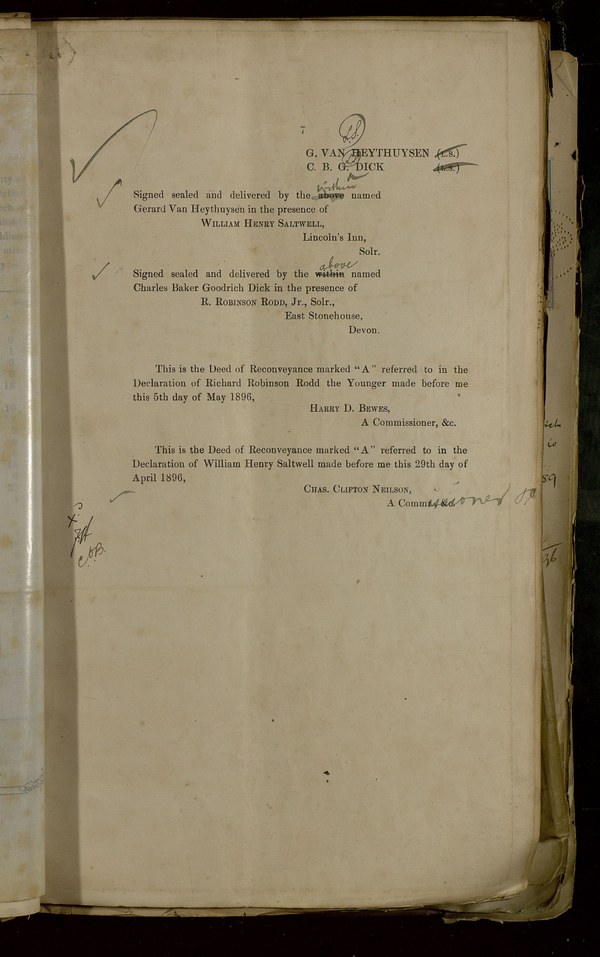 L.S.
G. VAN HEYTHUYSEN (L.S.)
C. B. G. DICK (L.S.)
within
Signed sealed and delivered by the above named
Gerard Van Heythuysen in the presence of
WILLIAM HENRY SALTWELL,
Lincoln's Inn,
Solr.
above
Signed sealed and delivered by the within named
Charles Baker Goodrich Dick in the presence of
R. ROBINSON RODD, Jr., Solr.,
East Stonehouse,
Devon.
This is the Deed of Reconveyance marked "A" referred to in the
Declaration of Richard Robinson Rodd the Younger made before me
this 5th day of May 1896,
HARRY D. BEWES,
A Commissioner, &c.
This is the Deed of Reconveyance marked "A" referred to in the
Declaration of William Henry Saltwell made before me this 29th day of
April 1896,
CHAS. CLIFTON NEILSON,
A Commissioner
is
59
36